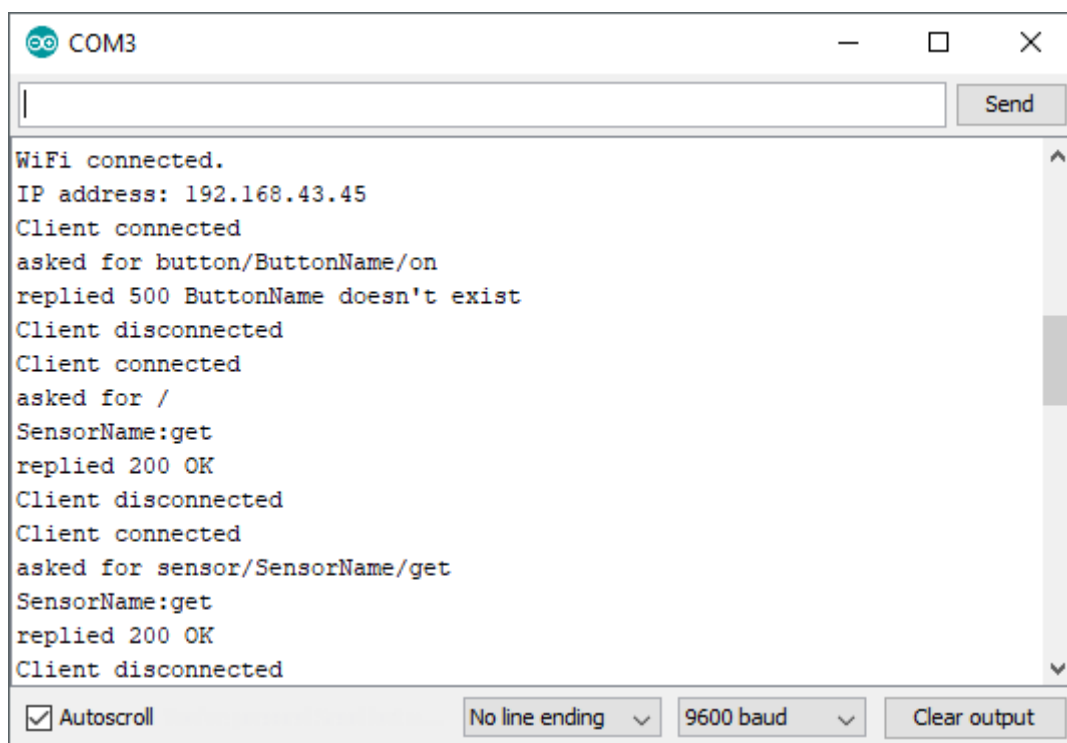 COM3
Send
WiFi connected.
IP address: 192.168.43.45
Client connected
asked for button/ButtonName/on
replied 500 ButtonName doesn't exist
Client disconnected
Client connected
asked for /
SensorName:get
replied 200 OK
Client disconnected
Client connected
asked for sensor/SensorName/get
SensorName:get
replied 200 OK
Client disconnected
Autoscroll No line ending 9600 baud Clear output